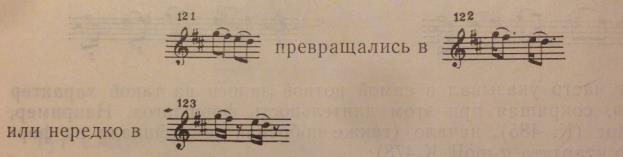 121 превращались в 122
или нередко в 123